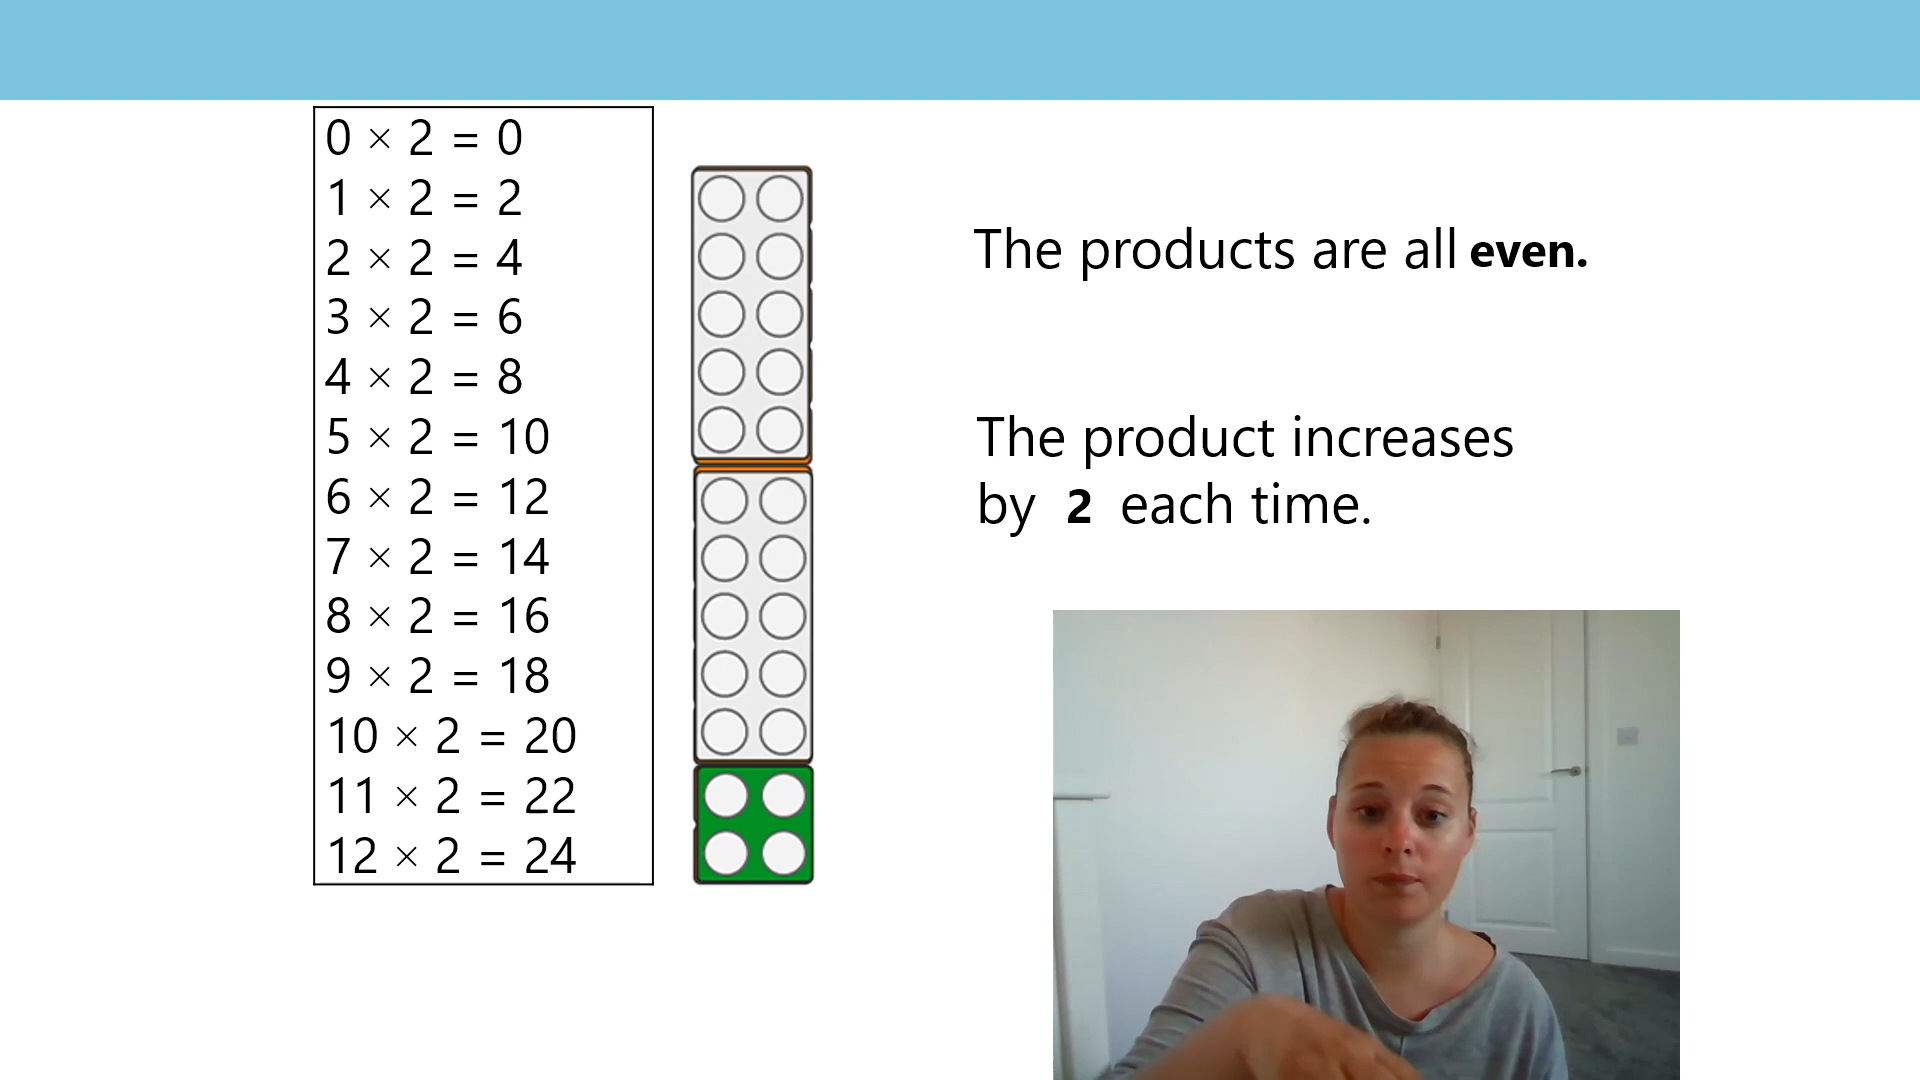 0 × 2 = 0
1 × 2 = 2
2 × 2 = 4
3 × 2 = 6
4 × 2 = 8
5 × 2 = 10
6 × 2 = 12
7 × 2 = 14
8 × 2 = 16
9 × 2 = 18
10 × 2 = 20
11 × 2 = 22
12 × 2 = 24
The products are all even.
The product increases
by 2 each time.